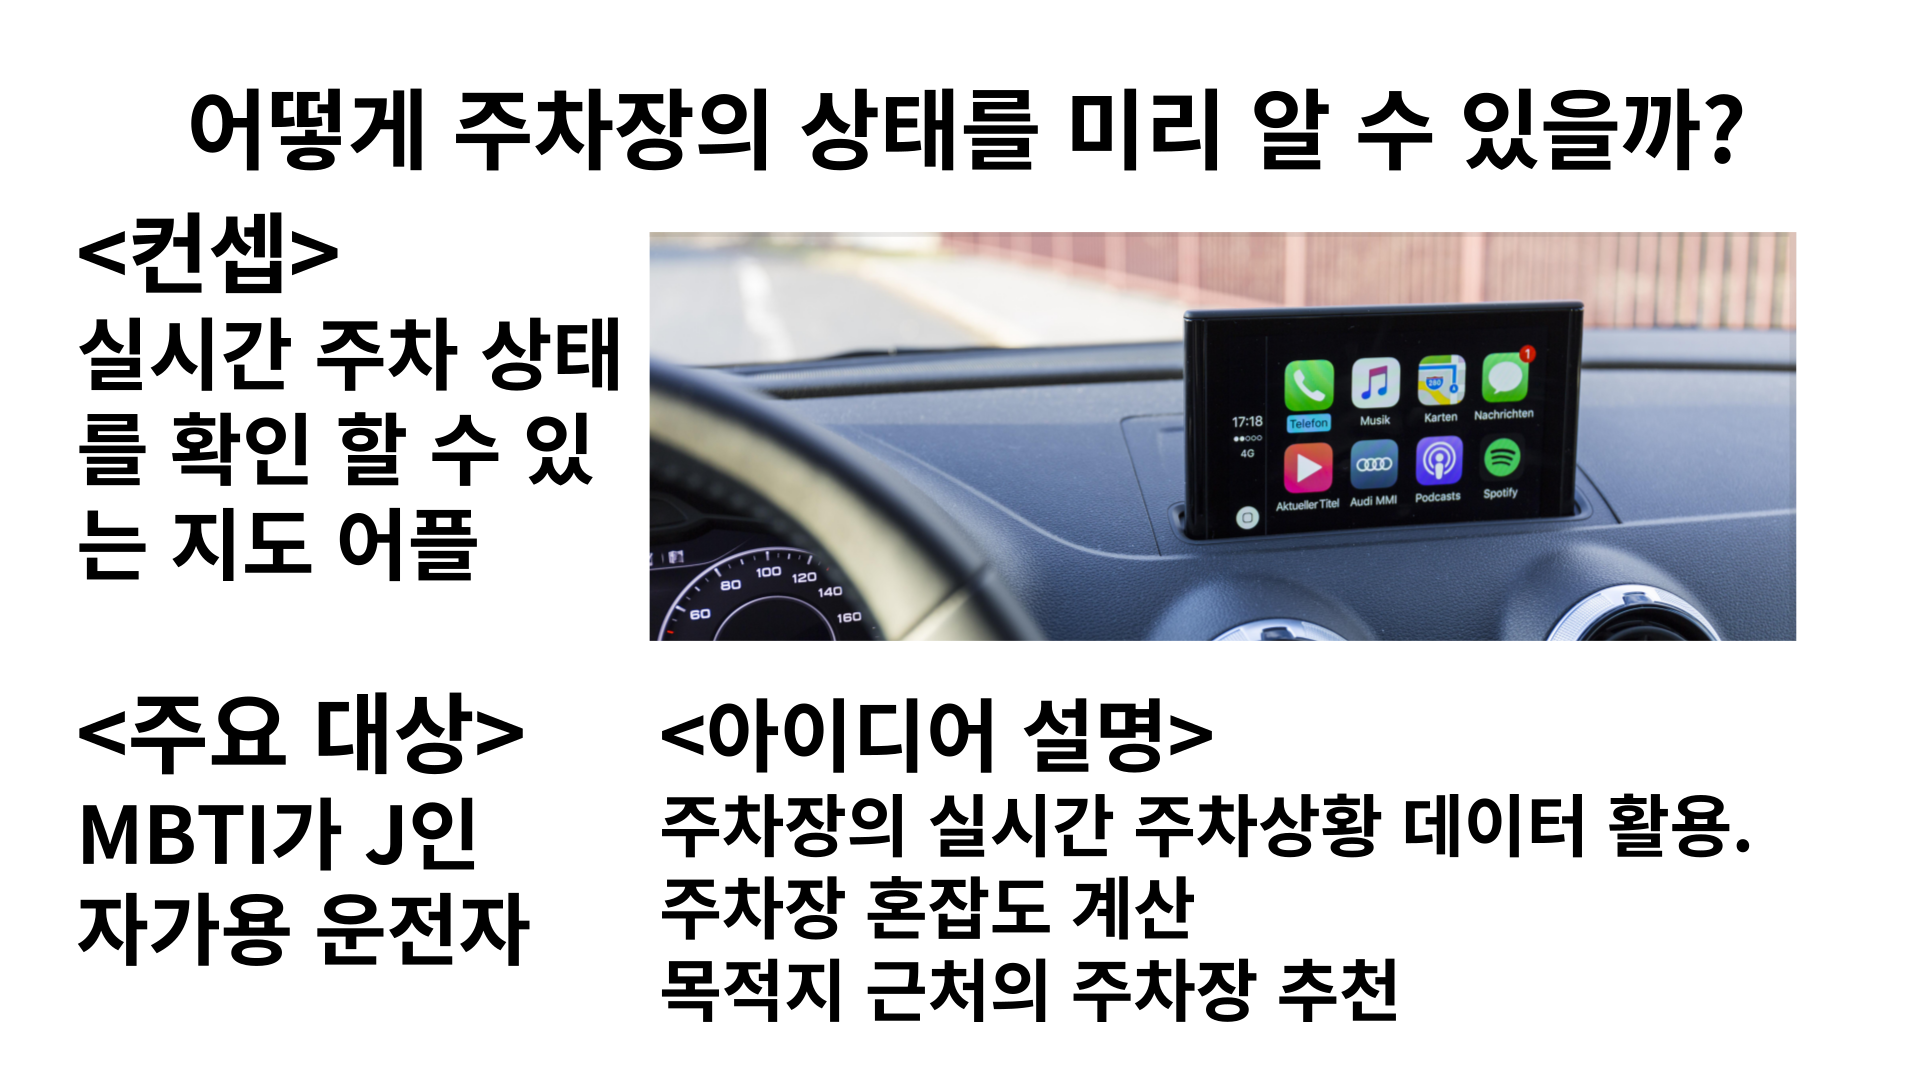 어떻게 주차장의 상태를 미리 알 수 있을까?
<컨셉>
실시간 주차 상태
를 확인 할 수 있
는 지도 어플
17:18
4G
Telefon
Musik
Karten
280
Nachrichten
1
Aktueller Titel
Audi MMI
Podcasts
Spotify
60
80
100
120
140
160
<주요 대상>
MBTI가 J인
자가용 운전자
<아이디어 설명>
주차장의 실시간 주차상황 데이터 활용.
주차장 혼잡도 계산
목적지 근처의 주차장 추천